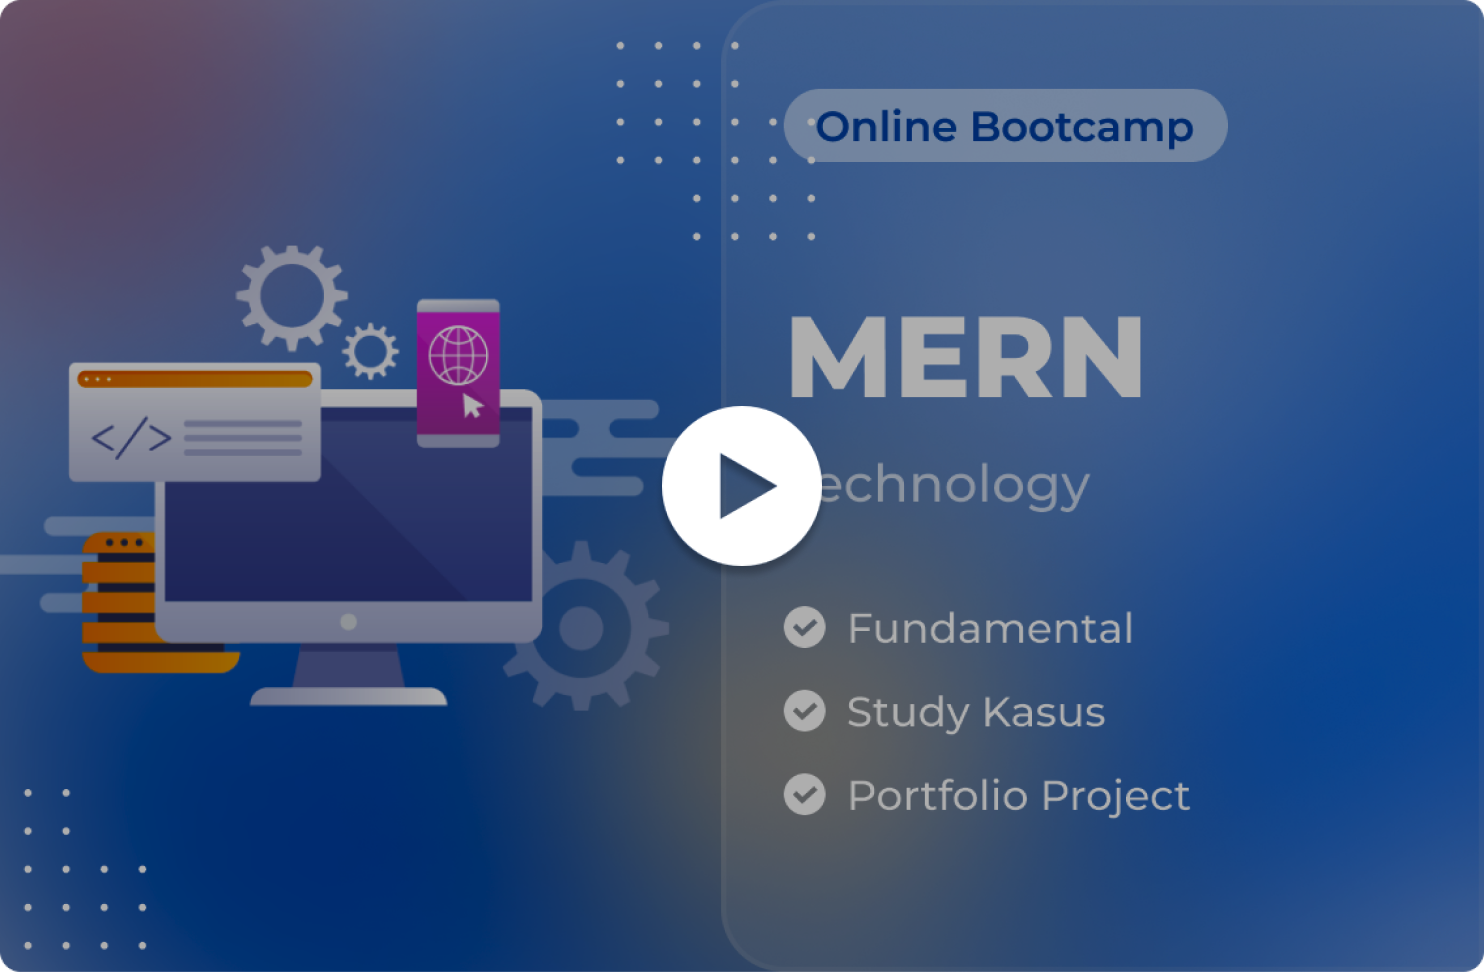 Online Bootcamp
MERN
echnology
Fundamental
Study Kasus
Portfolio Project